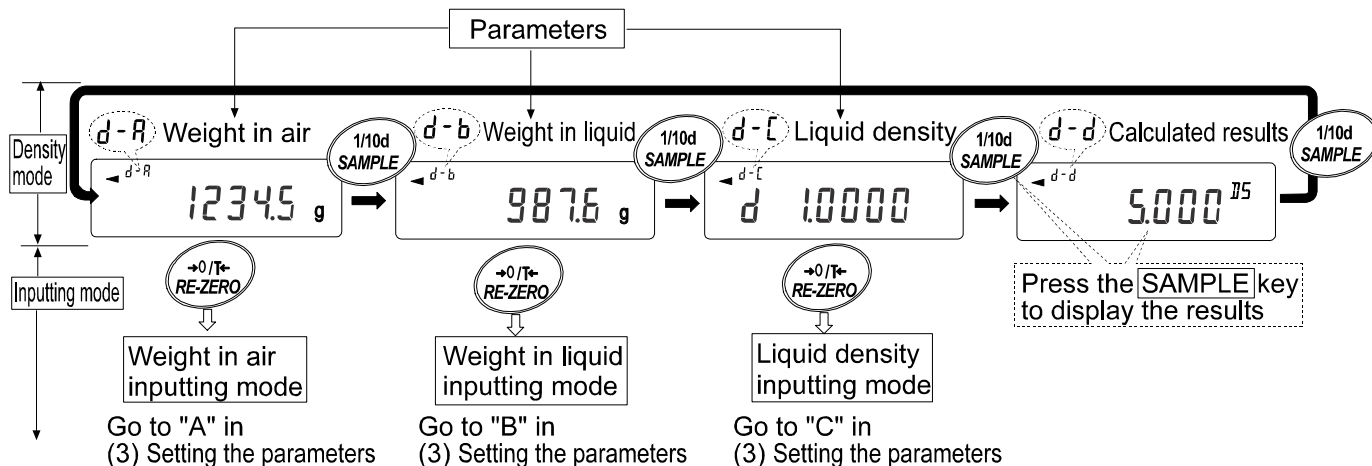 Parameters
Density
mode
d-A Weight in air
1/10d
SAMPLE
d-b Weight in liquid
1/10d
SAMPLE
d-C Liquid density
1/10d
SAMPLE
d-d Calculated results
1/10d
SAMPLE
d-A
1234.5 g
d-b
987.6 g
d-C
d 1.0000
d-d
5.000 DS
Inputting mode
→0/T←
RE-ZERO
→0/T←
RE-ZERO
→0/T←
RE-ZERO
Press the SAMPLE key
to display the results
Weight in air
inputting mode
Weight in liquid
inputting mode
Liquid density
inputting mode
Go to "A" in
(3) Setting the parameters
Go to "B" in
(3) Setting the parameters
Go to "C" in
(3) Setting the parameters